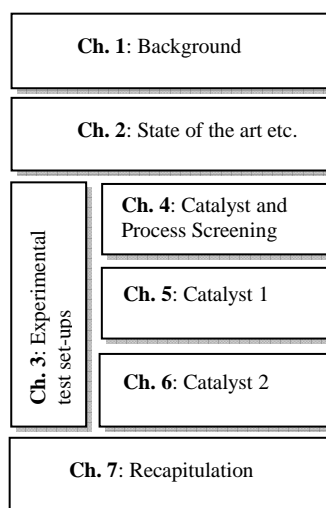 Ch. 1: Background
Ch. 2: State of the art etc.
Ch. 3: Experimental
test set-ups
Ch. 4: Catalyst and
Process Screening
Ch. 5: Catalyst 1
Ch. 6: Catalyst 2
Ch. 7: Recapitulation